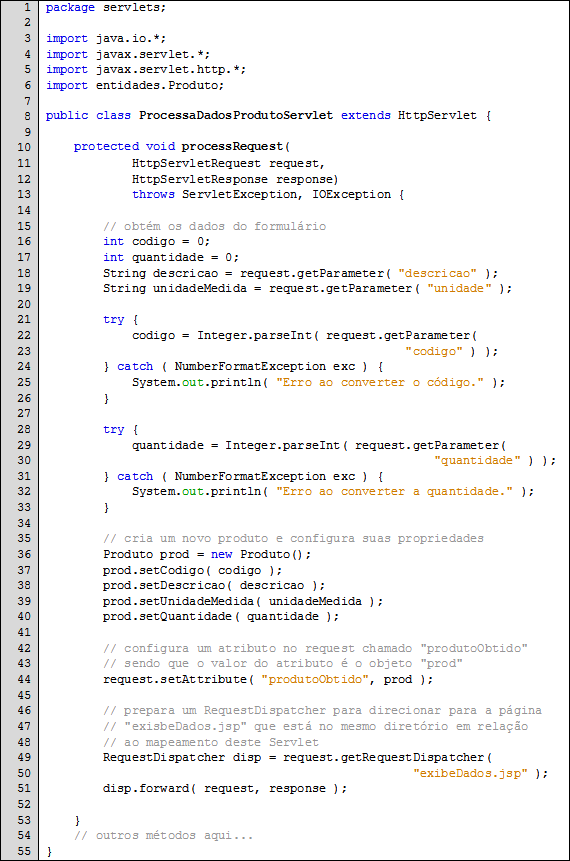 1 package servlets;
2
3 import java.io.*;
4 import javax.servlet.*;
5 import javax.servlet.http.*;
6 import entidades.Produto;
7
8 public class ProcessaDadosProdutoServlet extends HttpServlet {
9
10     protected void processRequest(
11             HttpServletRequest request,
12             HttpServletResponse response)
13             throws ServletException, IOException {
14
15         // obtém os dados do formulário
16         int codigo = 0;
17         int quantidade = 0;
18         String descricao = request.getParameter( "descricao" );
19         String unidadeMedida = request.getParameter( "unidade" );
20
21         try {
22             codigo = Integer.parseInt( request.getParameter(
23                                                   "codigo" ) );
24         } catch ( NumberFormatException exc ) {
25             System.out.println( "Erro ao converter o código." );
26         }
27
28         try {
29             quantidade = Integer.parseInt( request.getParameter(
30                                                       "quantidade" ) );
31         } catch ( NumberFormatException exc ) {
32             System.out.println( "Erro ao converter a quantidade." );
33         }
34
35         // cria um novo produto e configura suas propriedades
36         Produto prod = new Produto();
37         prod.setCodigo( codigo );
38         prod.setDescricao( descricao );
39         prod.setUnidadeMedida( unidadeMedida );
40         prod.setQuantidade( quantidade );
41
42         // configura um atributo no request chamado "produtoObtido"
43         // sendo que o valor do atributo é o objeto "prod"
44         request.setAttribute( "produtoObtido", prod );
45
46         // prepara um RequestDispatcher para direcionar para a página
47         // "exisbeDados.jsp" que está no mesmo diretório em relação
48         // ao mapeamento deste Servlet
49         RequestDispatcher disp = request.getRequestDispatcher(
50                                                    "exibeDados.jsp" );
51         disp.forward( request, response );
52
53     }
54     // outros métodos aqui...
55 }